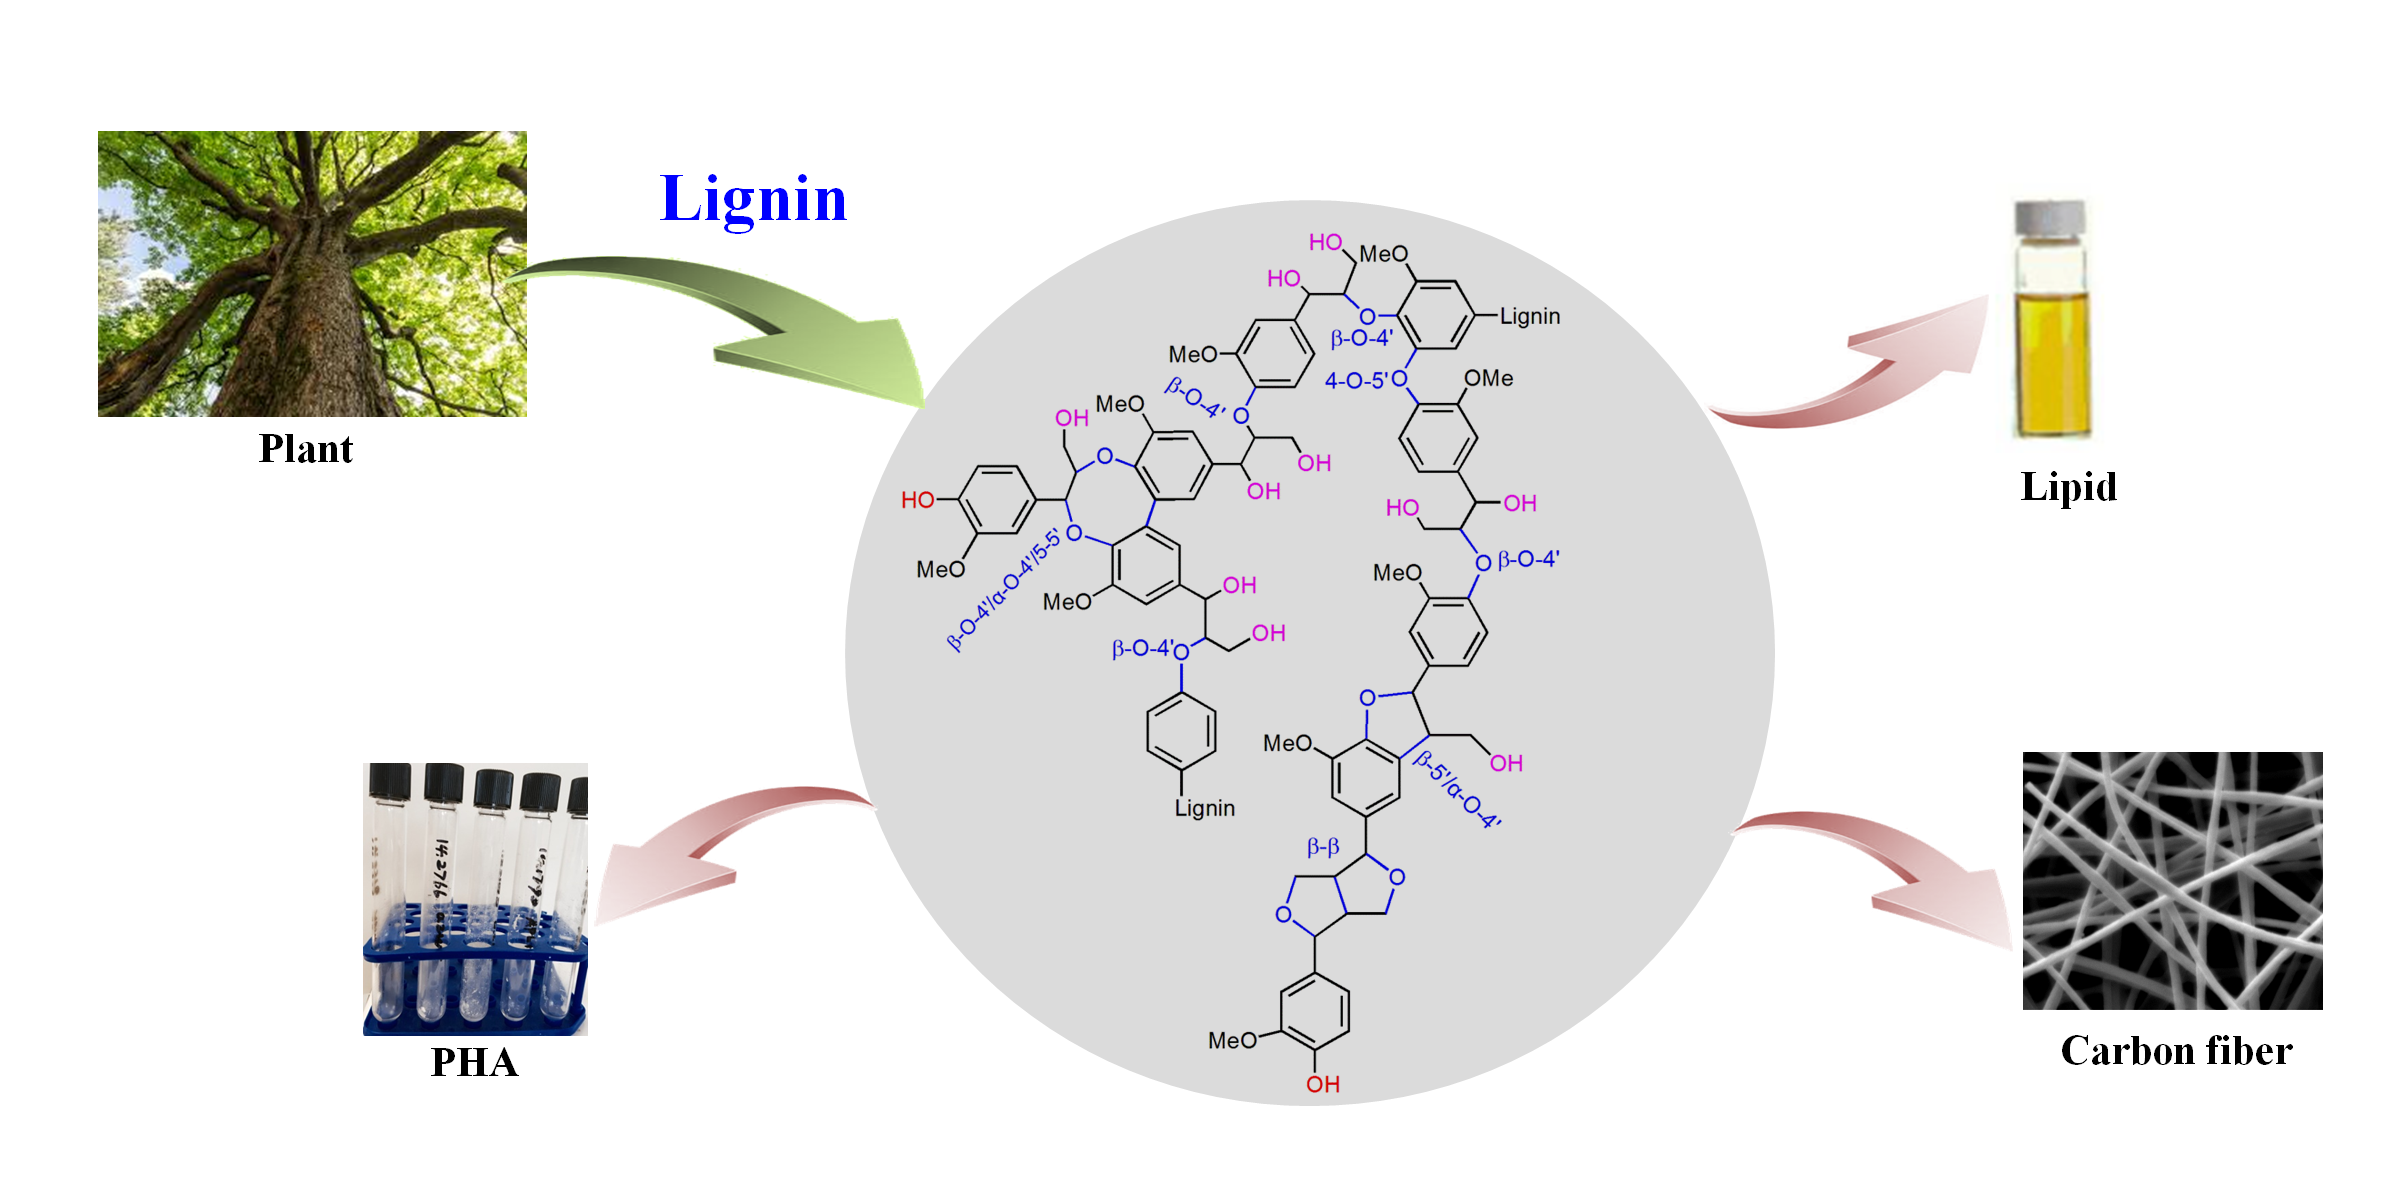 Lignin
Plant
HO
MeO
HO
Lignin
β-O-4'
O
MeO
4-O-5'
O
OMe
β-O-4'
O
MeO
OH
O
OH
OH
HO
OH
HO
O
β-O-4'/α-O-4'/5-5'
MeO
MeO
HO
OH
O
β-O-4'
MeO
OH
β-O-4'
O
OH
O
MeO
OH
β-5'/α-O-4'
Lignin
β-β
O
O
MeO
OH
Lipid
PHA
Carbon fiber